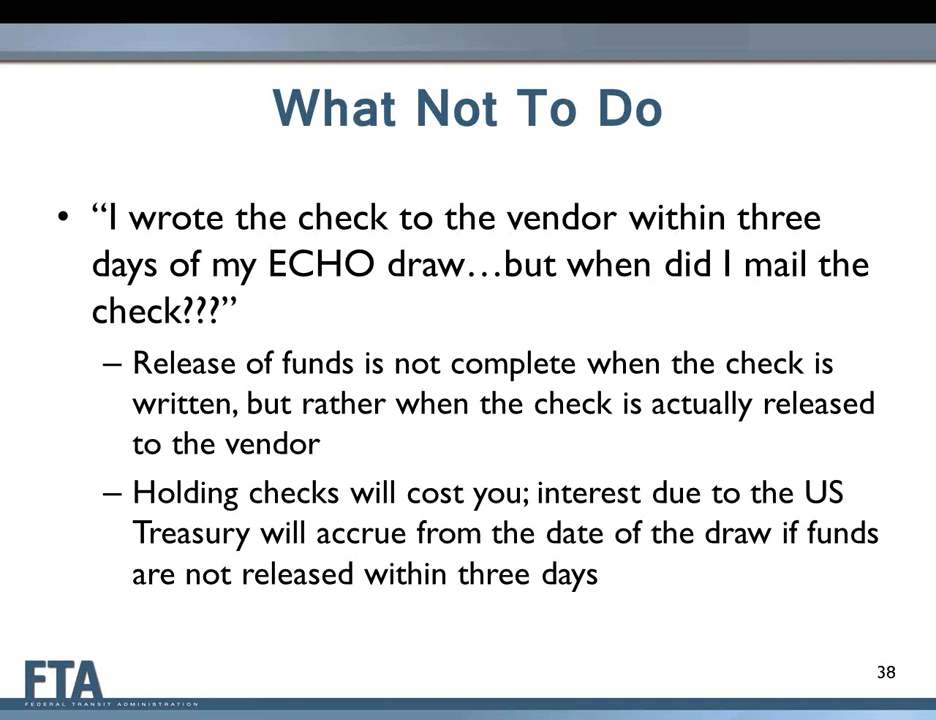 What Not To Do
• “I wrote the check to the vendor within three
days of my ECHO draw…but when did I mail the
check???”
– Release of funds is not complete when the check is
written, but rather when the check is actually released
to the vendor
– Holding checks will cost you; interest due to the US
Treasury will accrue from the date of the draw if funds
are not released within three days
38
FTA
FEDERAL TRANSIT ADMINISTRATION